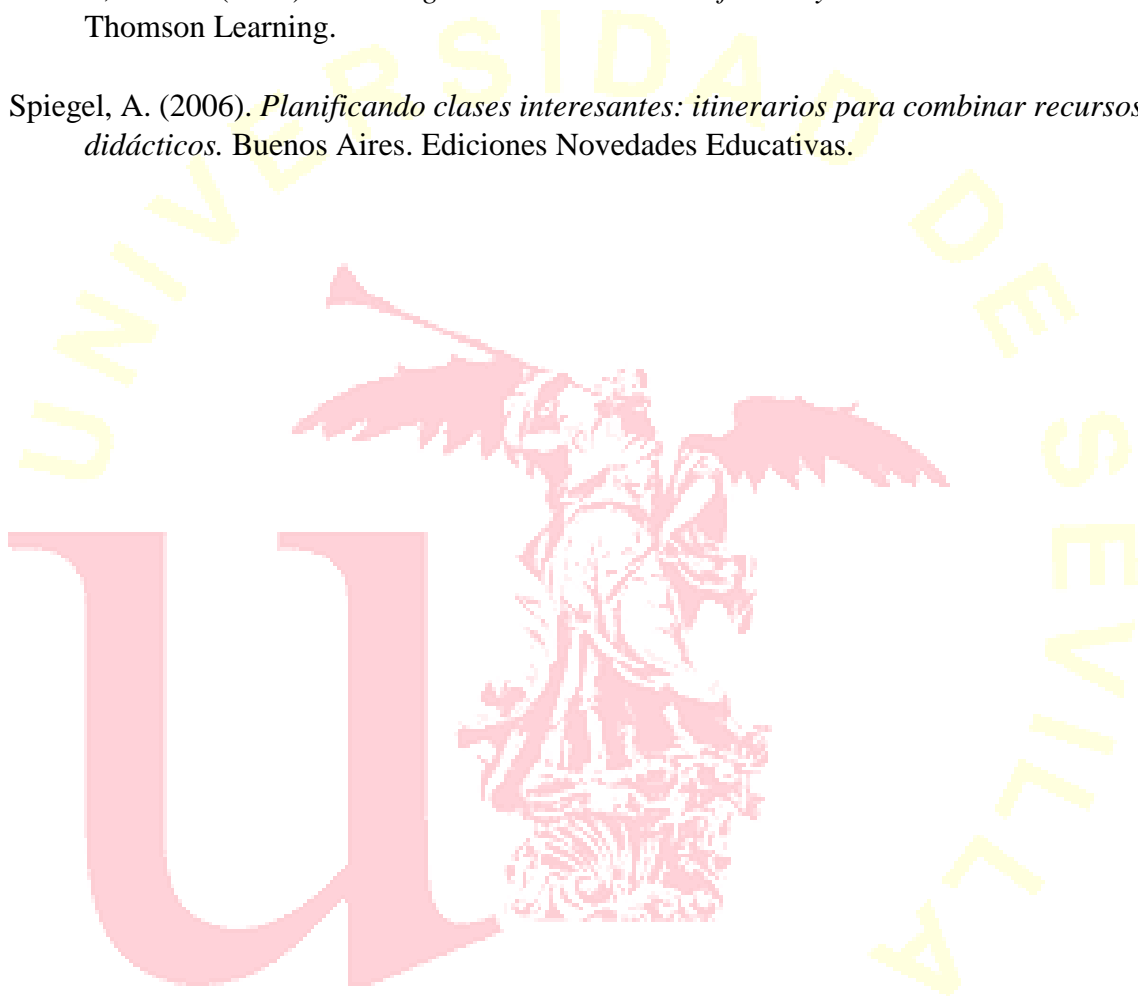 Thomson Learning.
Spiegel, A. (2006). Planificando clases interesantes: itinerarios para combinar recursos
didácticos. Buenos Aires. Ediciones Novedades Educativas.
UNIVERSIDAD DE SEVILLA
u